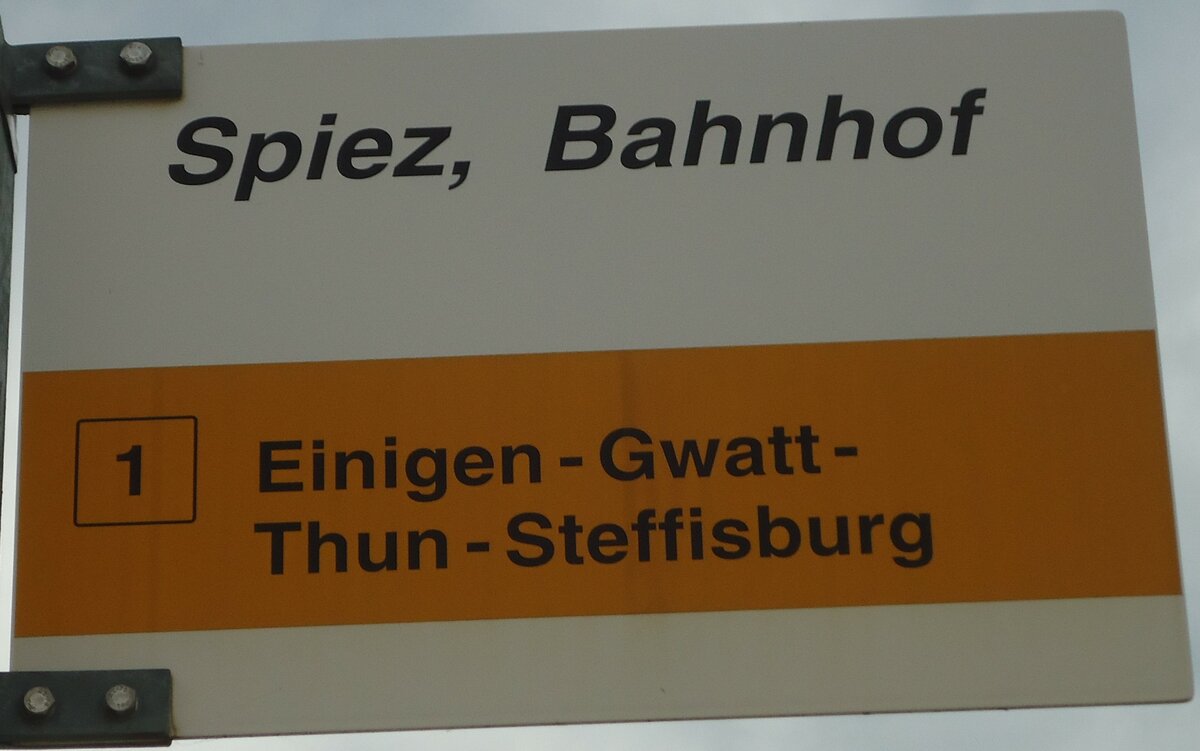 Spiez, Bahnhof
1 Einigen - Gwatt -
Thun - Steffisburg